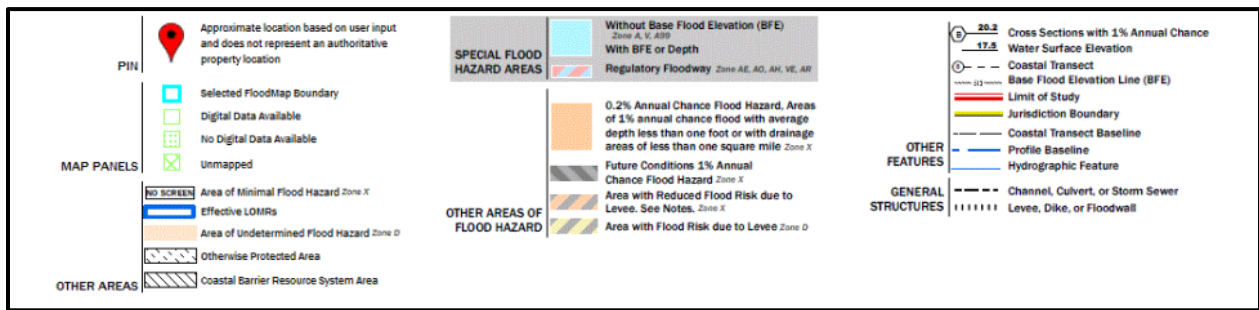 PIN
Approximate location based on user input
and does not represent an authoritative
property location
MAP PANELS
Selected FloodMap Boundary
Digital Data Available
No Digital Data Available
Unmapped
OTHER AREAS
NO SCREEN Area of Minimal Flood Hazard Zone X
Effective LOMRs
Area of Undetermined Flood Hazard Zone D
Otherwise Protected Area
Coastal Barrier Resource System Area
SPECIAL FLOOD
HAZARD AREAS
Without Base Flood Elevation (BFE)
Zone A, V, A99
With BFE or Depth
Regulatory Floodway Zone AE, AO, AH, VE, AR
OTHER AREAS OF
FLOOD HAZARD
0.2% Annual Chance Flood Hazard, Areas
of 1% annual chance flood with average
depth less than one foot or with drainage
areas of less than one square mile Zone X
Future Conditions 1% Annual
Chance Flood Hazard Zone X
Area with Reduced Flood Risk due to
Levee. See Notes. Zone X
Area with Flood Risk due to Levee Zone D
OTHER
FEATURES
B 20.2 Cross Sections with 1% Annual Chance
17.5 Water Surface Elevation
8 Coastal Transect
Base Flood Elevation Line (BFE)
Limit of Study
Jurisdiction Boundary
Coastal Transect Baseline
Profile Baseline
Hydrographic Feature
GENERAL
STRUCTURES
Channel, Culvert, or Storm Sewer
Levee, Dike, or Floodwall